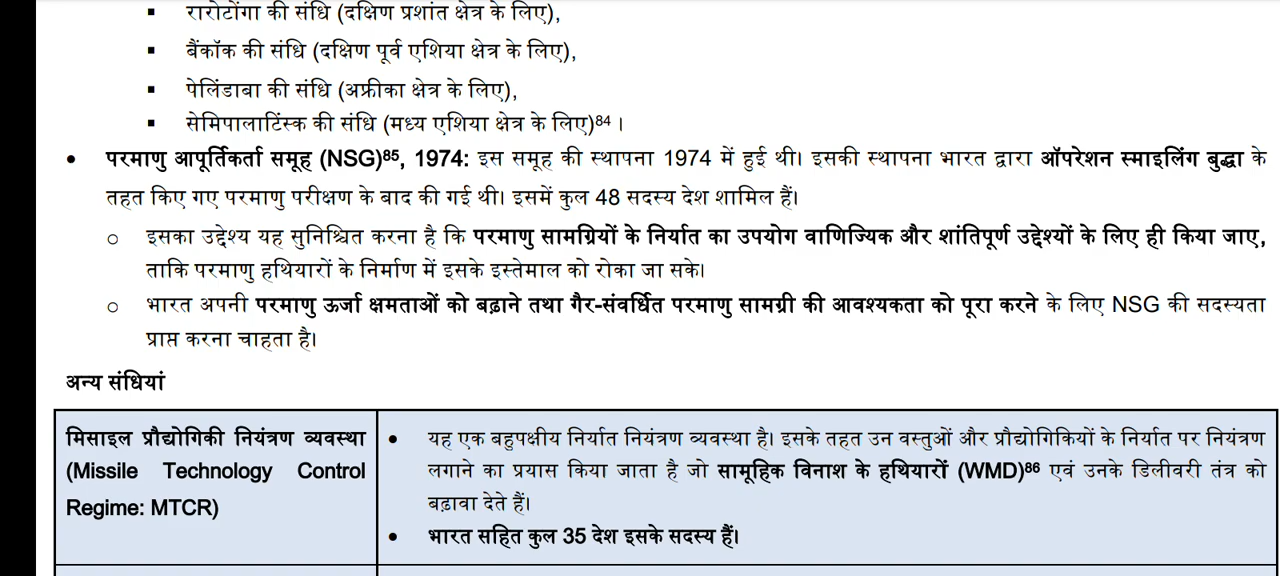 ▪ रारोटोंगा की संधि (दक्षिण प्रशांत क्षेत्र के लिए),
▪ बैंकॉक की संधि (दक्षिण पूर्व एशिया क्षेत्र के लिए),
▪ पेलिंडाबा की संधि (अफ्रीका क्षेत्र के लिए),
▪ सेमिपालाटिंस्क की संधि (मध्य एशिया क्षेत्र के लिए)⁸⁴ ।
• परमाणु आपूर्तिकर्ता समूह (NSG)⁸⁵, 1974: इस समूह की स्थापना 1974 में हुई थी। इसकी स्थापना भारत द्वारा ऑपरेशन स्माइलिंग बुद्धा के
तहत किए गए परमाणु परीक्षण के बाद की गई थी। इसमें कुल 48 सदस्य देश शामिल हैं।
○ इसका उद्देश्य यह सुनिश्चित करना है कि परमाणु सामग्रियों के निर्यात का उपयोग वाणिज्यिक और शांतिपूर्ण उद्देश्यों के लिए ही किया जाए,
ताकि परमाणु हथियारों के निर्माण में इसके इस्तेमाल को रोका जा सके।
○ भारत अपनी परमाणु ऊर्जा क्षमताओं को बढ़ाने तथा गैर-संवर्धित परमाणु सामग्री की आवश्यकता को पूरा करने के लिए NSG की सदस्यता
प्राप्त करना चाहता है।
अन्य संधियां
मिसाइल प्रौद्योगिकी नियंत्रण व्यवस्था
(Missile Technology Control
Regime: MTCR)
• यह एक बहुपक्षीय निर्यात नियंत्रण व्यवस्था है। इसके तहत उन वस्तुओं और प्रौद्योगिकियों के निर्यात पर नियंत्रण
लगाने का प्रयास किया जाता है जो सामूहिक विनाश के हथियारों (WMD)⁸⁶ एवं उनके डिलीवरी तंत्र को
बढ़ावा देते हैं।
• भारत सहित कुल 35 देश इसके सदस्य हैं।